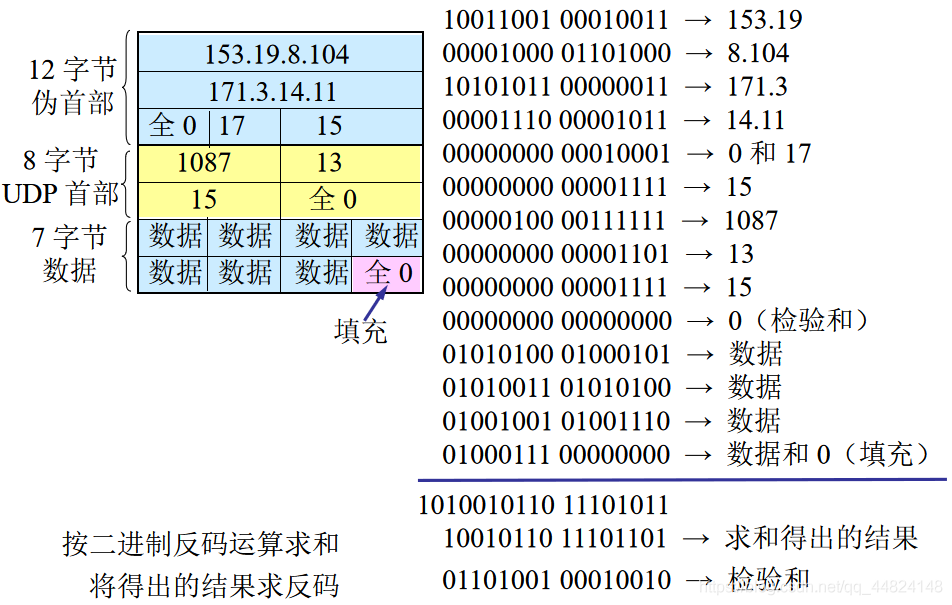 12 字节
伪首部
153.19.8.104
171.3.14.11
全 0 17 15
8 字节
UDP 首部
1087 13
15 全 0
7 字节
数据
数据 数据 数据 数据
数据 数据 数据 全 0
填充
10011001 00010011 → 153.19
00001000 01101000 → 8.104
10101011 00000011 → 171.3
00001110 00001011 → 14.11
00000000 00010001 → 0 和 17
00000000 00001111 → 15
00000100 00111111 → 1087
00000000 00001101 → 13
00000000 00001111 → 15
00000000 00000000 → 0（检验和）
01010100 01000101 → 数据
01010011 01010100 → 数据
01001001 01001110 → 数据
01000111 00000000 → 数据和 0（填充）
1010010110 11101011
按二进制反码运算求和 10010110 11101101 → 求和得出的结果
将得出的结果求反码 01101001 00010010 → 检验和
https://blog.csdn.net/qq_44824148